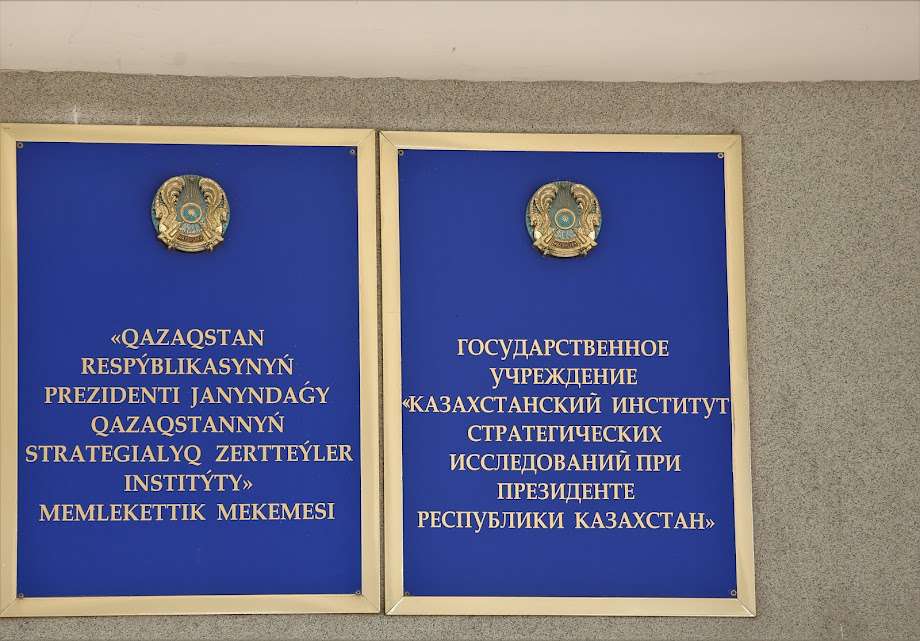 «QAZAQSTAN
RESPÝBLIKASYNYŃ
PREZIDENTI JANYNDAǴY
QAZAQSTANNYŃ
STRATEGIALYQ ZERTTEÝLER
INSTITÝTY»
MEMLEKETTIK MEKEMESI
ГОСУДАРСТВЕННОЕ
УЧРЕЖДЕНИЕ
«КАЗАХСТАНСКИЙ ИНСТИТУТ
СТРАТЕГИЧЕСКИХ
ИССЛЕДОВАНИЙ ПРИ
ПРЕЗИДЕНТЕ
РЕСПУБЛИКИ КАЗАХСТАН»